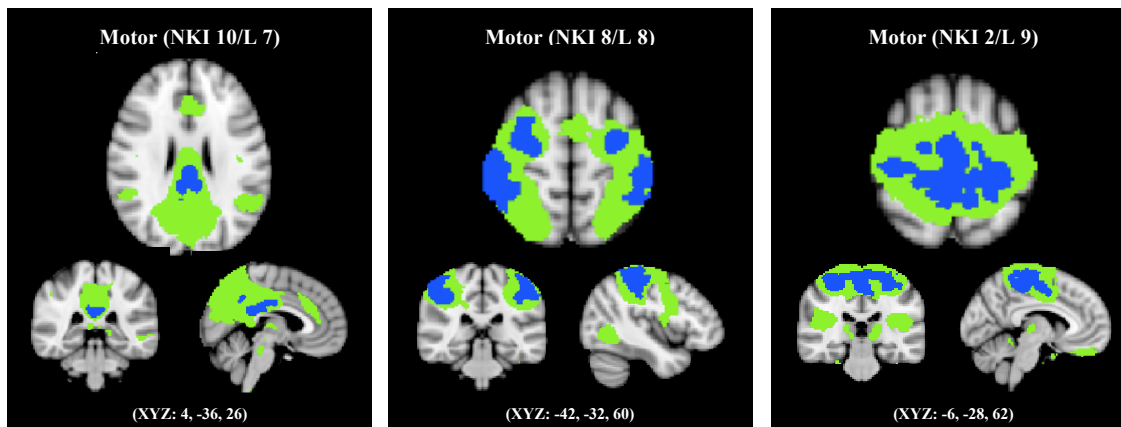 Motor (NKI 10/L 7)
(XYZ: 4, -36, 26)
Motor (NKI 8/L 8)
(XYZ: -42, -32, 60)
Motor (NKI 2/L 9)
(XYZ: -6, -28, 62)